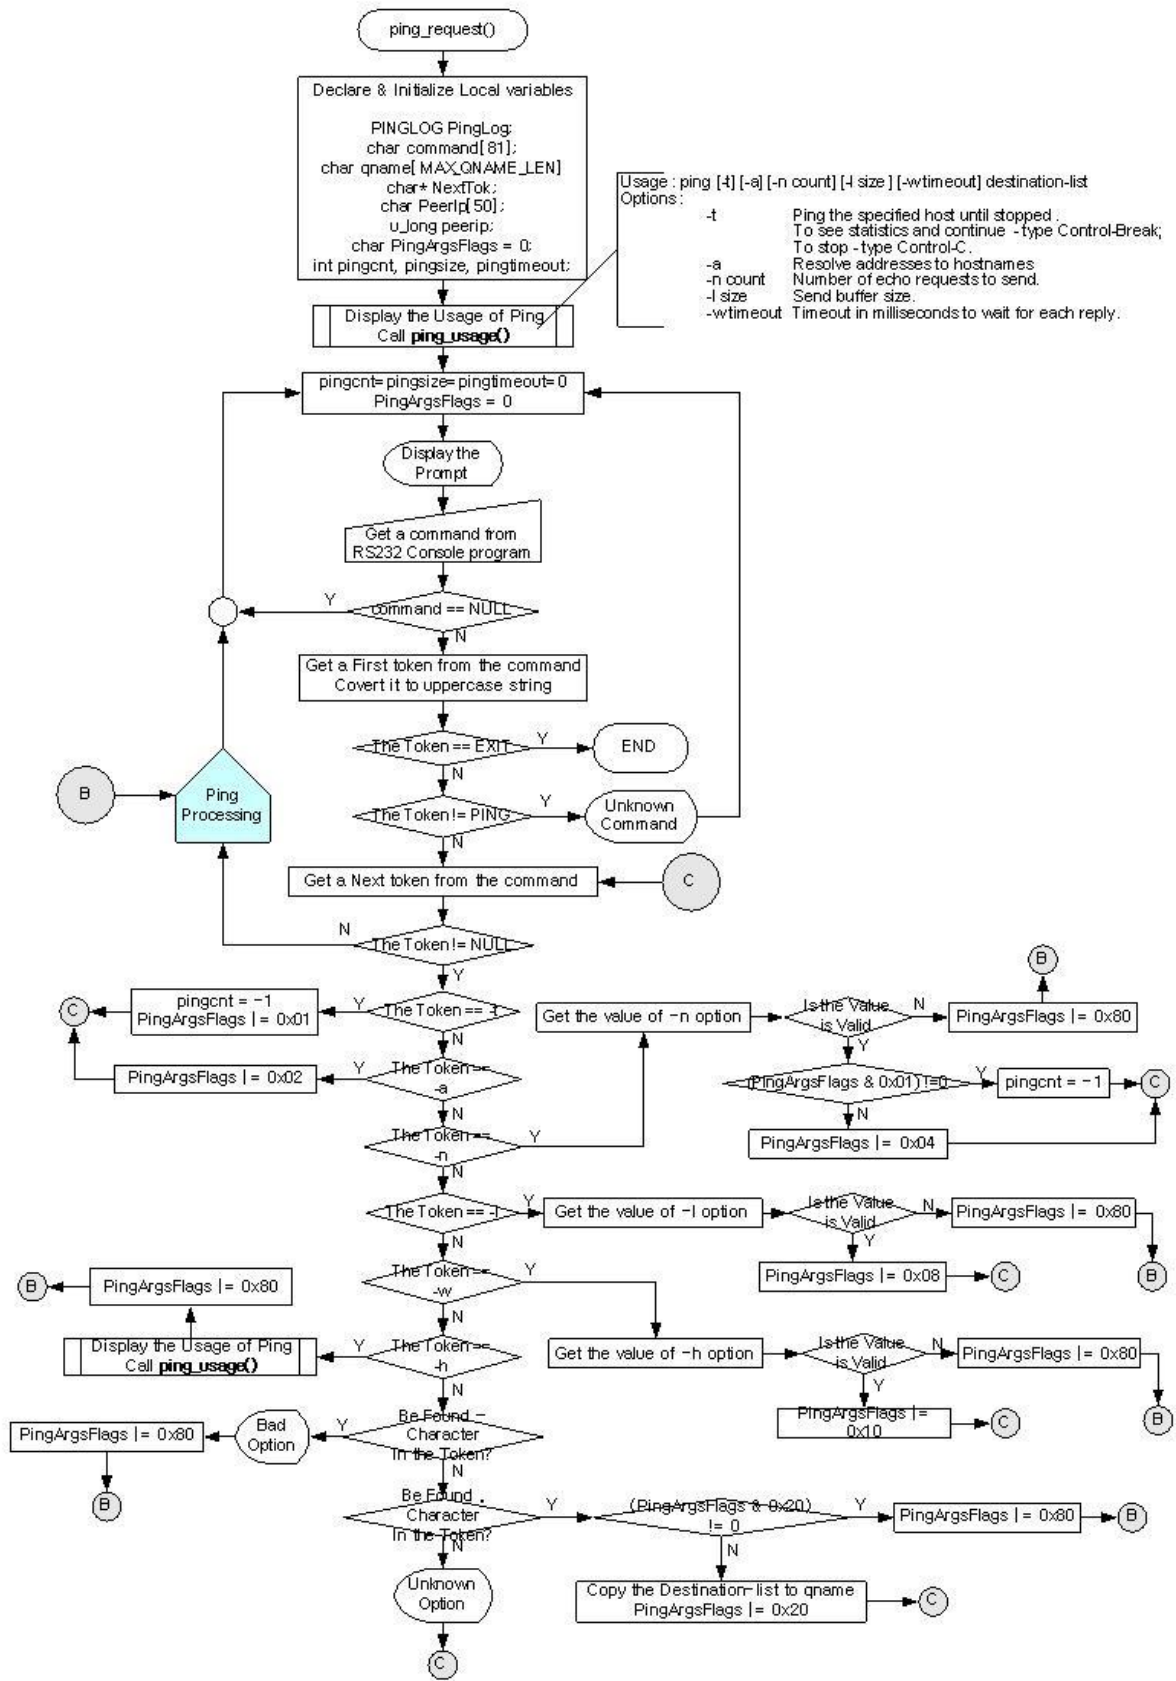 ping_request()
Declare & Initialize Local variables
PINGLOG PingLog;
char command[81];
char qname[ MAX_QNAME_LEN]
char* NextTok;
char PeerIp[50];
u_long peerip;
char PingArgsFlags = 0;
int pingcnt, pingsize, pingtimeout;
Usage : ping [-t] [-a] [-n count] [-l size ] [-wtimeout] destination-list
Options :
-t Ping the specified host until stopped .
To see statistics and continue - type Control-Break;
To stop - type Control-C.
-a Resolve addresses to hostnames
-n count Number of echo requests to send.
-l size Send buffer size.
-wtimeout Timeout in milliseconds to wait for each reply.
Display the Usage of Ping
Call ping_usage()
pingcnt=pingsize=pingtimeout=0
PingArgsFlags = 0
Display the
Prompt
Get a command from
RS232 Console program
command == NULL
Y
N
Get a First token from the command
Covert it to uppercase string
The Token == EXIT
Y
END
N
B
Ping
Processing
The Token != PING
Y
Unknown
Command
N
Get a Next token from the command
C
N
The Token != NULL
Y
C
pingcnt = -1
PingArgsFlags |= 0x01
Y
The Token == -t
N
Get the value of -n option
Is the Value
is Valid
N
PingArgsFlags |= 0x80
B
Y
PingArgsFlags |= 0x02
Y
The Token ==
-a
N
(PingArgsFlags & 0x01) !=0
Y
pingcnt = -1
C
N
PingArgsFlags |= 0x04
The Token ==
-n
Y
N
The Token == -l
Y
Get the value of -l option
Is the Value
is Valid
N
PingArgsFlags |= 0x80
B
Y
PingArgsFlags |= 0x08
C
N
The Token ==
-w
Y
N
B
PingArgsFlags |= 0x80
Display the Usage of Ping
Call ping_usage()
Y
The Token ==
-h
N
Get the value of -h option
Is the Value
is Valid
N
PingArgsFlags |= 0x80
B
Y
PingArgsFlags |=
0x10
C
PingArgsFlags |= 0x80
B
Bad
Option
Y
Be Found -
Character
In the Token?
N
Be Found .
Character
In the Token?
Y
(PingArgsFlags & 0x20)
!= 0
Y
PingArgsFlags |= 0x80
B
N
N
Copy the Destination-list to qname
PingArgsFlags |= 0x20
C
Unknown
Option
C